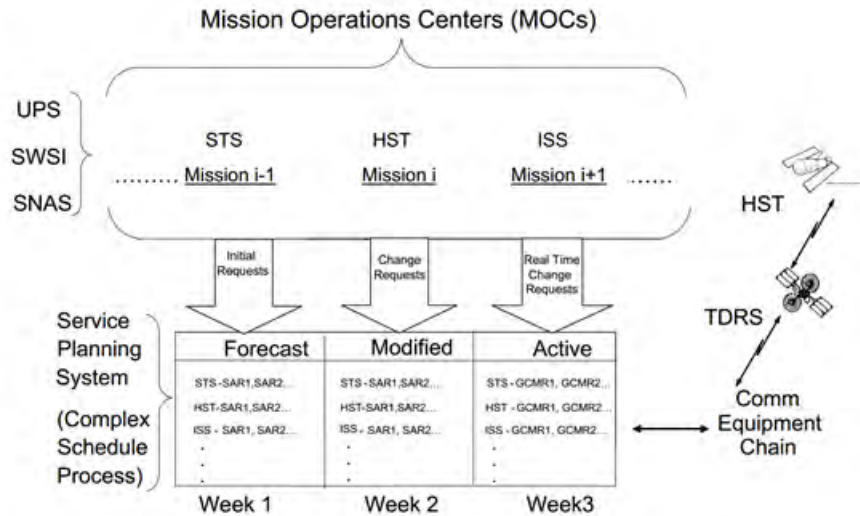 Mission Operations Centers (MOCs)
UPS
SWSI
SNAS
STS HST ISS
........ Mission i-1 Mission i Mission i+1 ......
HST
TDRS
Comm
Equipment
Chain
Initial
Requests
Change
Requests
Real Time
Change
Requests
Service
Planning
System
(Complex
Schedule
Process)
Forecast Modified Active
STS -SAR1,SAR2... STS -SAR1,SAR2... STS - GCMR1, GCMR2...
HST-SAR1,SAR2... HST-SAR1,SAR2... HST - GCMR1, GCMR2...
ISS - SAR1, SAR2... ISS - SAR1, SAR2... ISS - GCMR1, GCMR2...
. . .
. . .
. . .
Week 1 Week 2 Week3